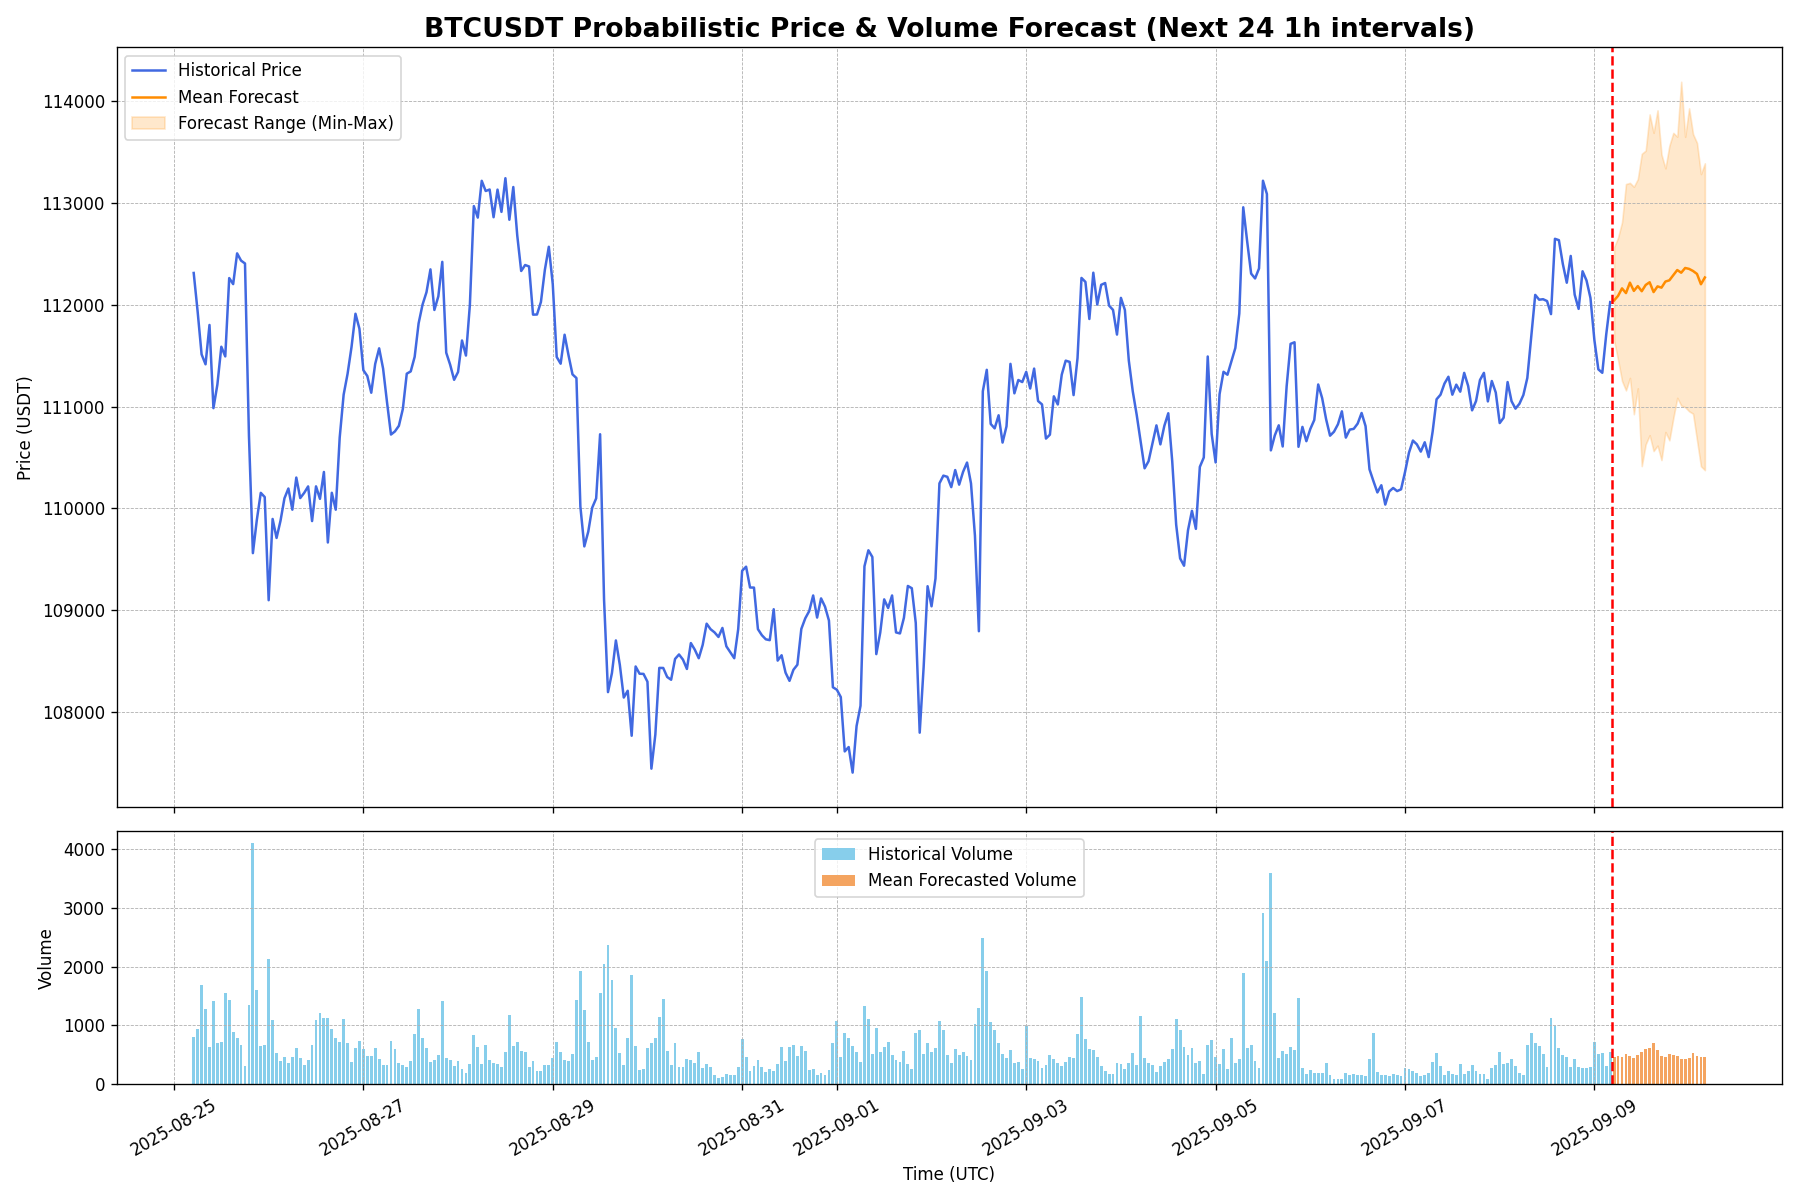 BTCUSDT Probabilistic Price & Volume Forecast (Next 24 1h intervals)
Historical Price
Mean Forecast
Forecast Range (Min-Max)
114000
113000
112000
111000
110000
109000
108000
Price (USDT)
Historical Volume
Mean Forecasted Volume
4000
3000
2000
1000
0
Volume
2025-08-25
2025-08-27
2025-08-29
2025-08-31
2025-09-01
2025-09-03
2025-09-05
2025-09-07
2025-09-09
Time (UTC)